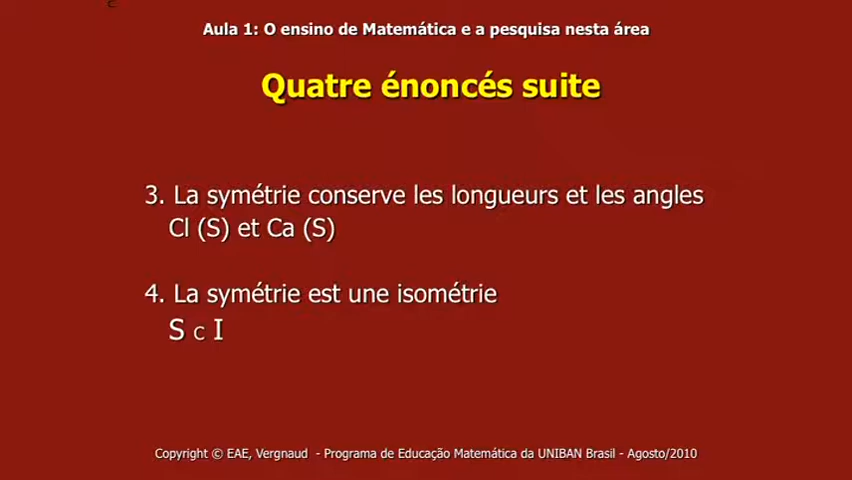 Aula 1: O ensino de Matemática e a pesquisa nesta área
Quatre énoncés suite
3. La symétrie conserve les longueurs et les angles
Cl (S) et Ca (S)
4. La symétrie est une isométrie
S c I
Copyright © EAE, Vergnaud - Programa de Educação Matemática da UNIBAN Brasil - Agosto/2010